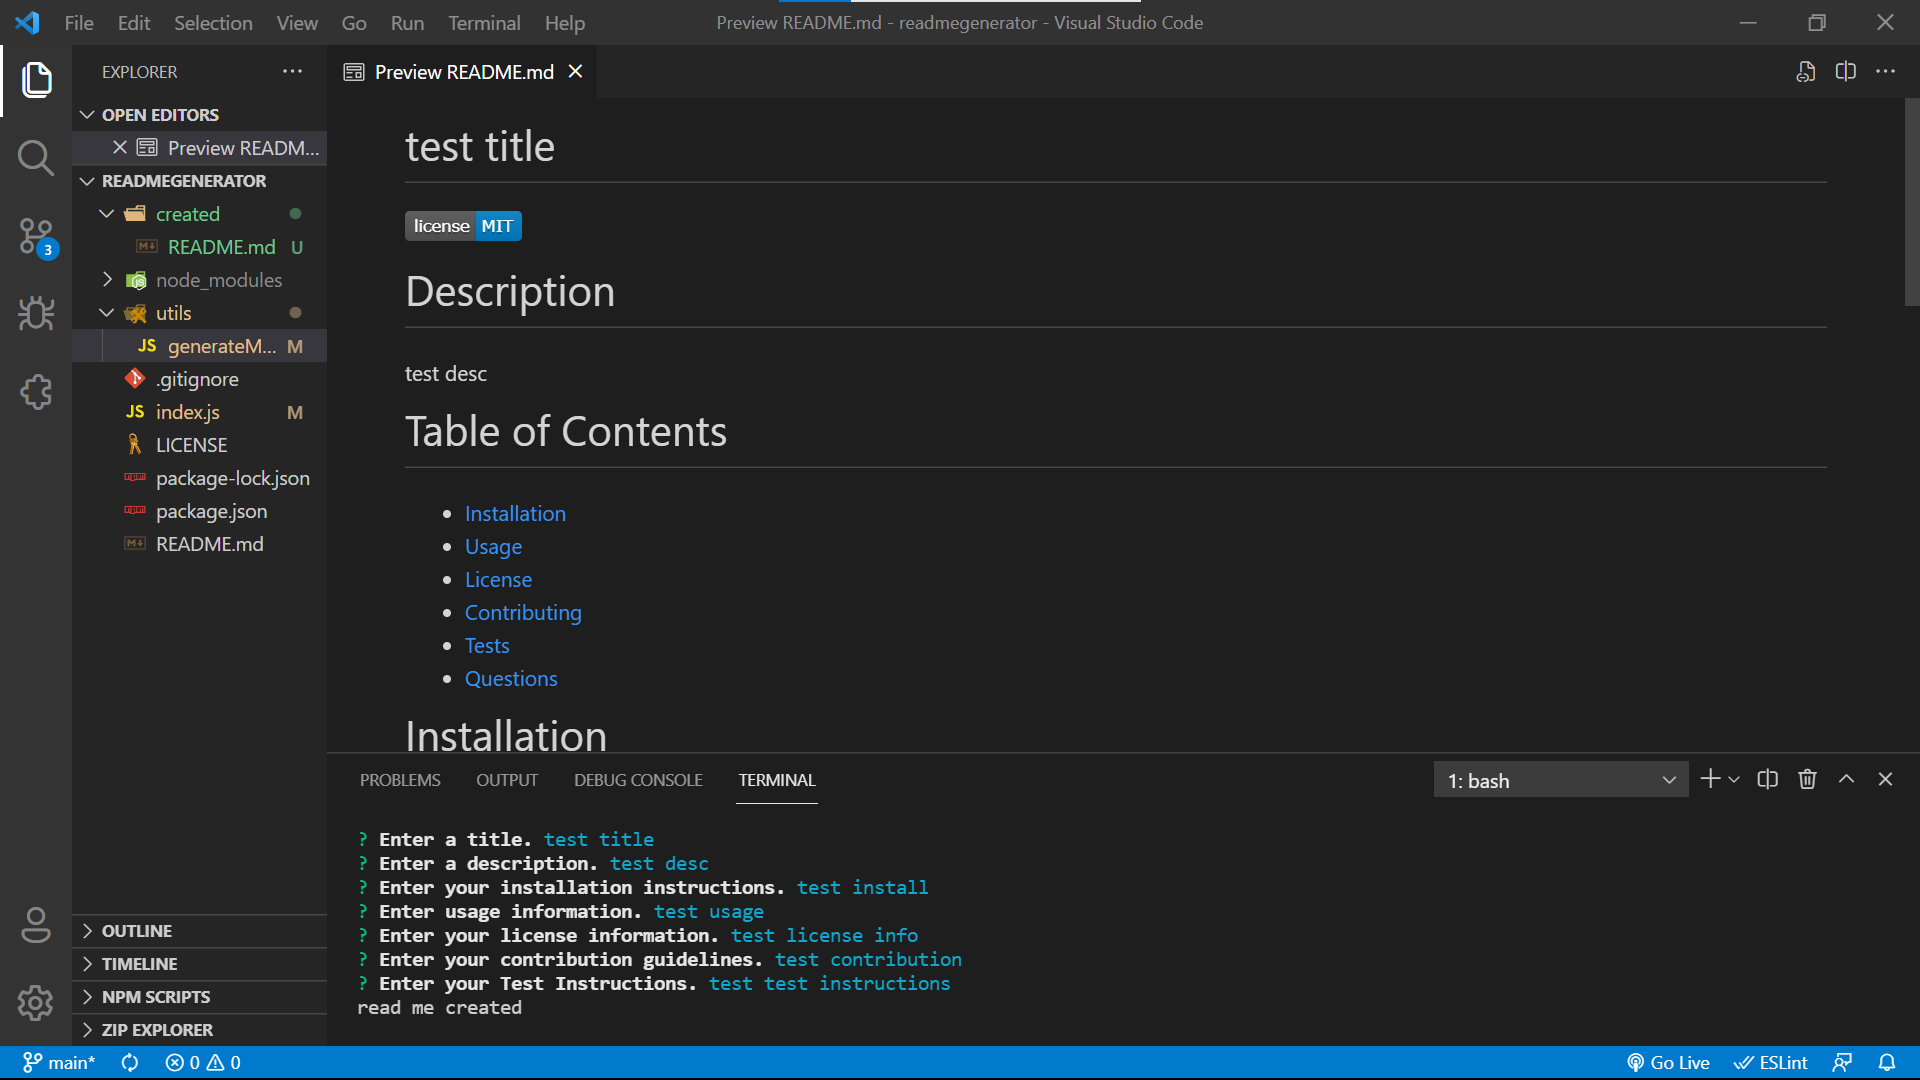 File Edit Selection View Go Run Terminal Help
Preview README.md - readmegenerator - Visual Studio Code
EXPLORER
OPEN EDITORS
Preview READM...
READMEGENERATOR
created
README.md U
node_modules
utils
JS generateM... M
.gitignore
JS index.js M
LICENSE
package-lock.json
package.json
README.md
3
OUTLINE
TIMELINE
NPM SCRIPTS
ZIP EXPLORER
Preview README.md
test title
license MIT
Description
test desc
Table of Contents
Installation
Usage
License
Contributing
Tests
Questions
Installation
PROBLEMS OUTPUT DEBUG CONSOLE TERMINAL
1: bash
? Enter a title. test title
? Enter a description. test desc
? Enter your installation instructions. test install
? Enter usage information. test usage
? Enter your license information. test license info
? Enter your contribution guidelines. test contribution
? Enter your Test Instructions. test test instructions
read me created
main* 0 0 Go Live ESLint